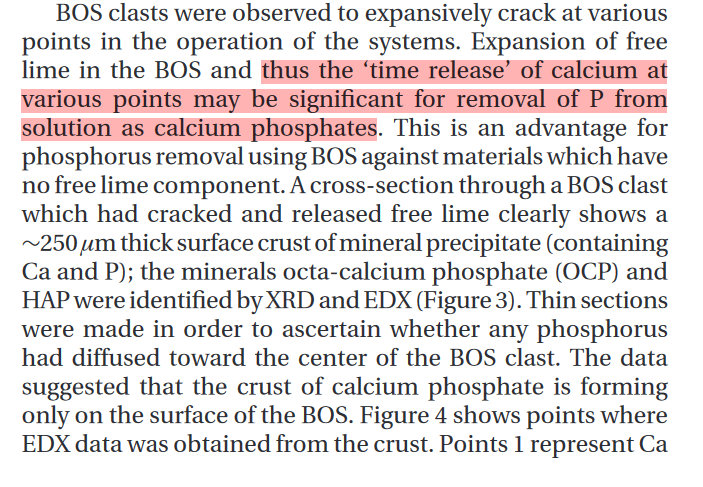 BOS clasts were observed to expansively crack at various
points in the operation of the systems. Expansion of free
lime in the BOS and thus the ‘time release’ of calcium at
various points may be significant for removal of P from
solution as calcium phosphates. This is an advantage for
phosphorus removal using BOS against materials which have
no free lime component. A cross-section through a BOS clast
which had cracked and released free lime clearly shows a
~250 μm thick surface crust of mineral precipitate (containing
Ca and P); the minerals octa-calcium phosphate (OCP) and
HAP were identified by XRD and EDX (Figure 3). Thin sections
were made in order to ascertain whether any phosphorus
had diffused toward the center of the BOS clast. The data
suggested that the crust of calcium phosphate is forming
only on the surface of the BOS. Figure 4 shows points where
EDX data was obtained from the crust. Points 1 represent Ca